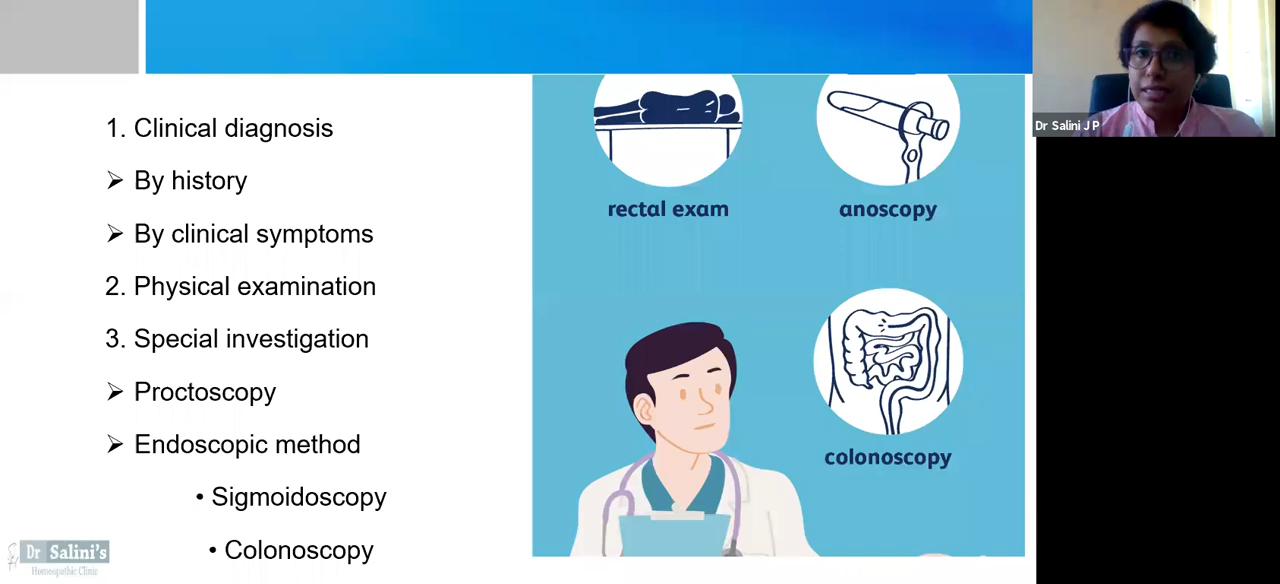 1. Clinical diagnosis
➢ By history
➢ By clinical symptoms
2. Physical examination
3. Special investigation
➢ Proctoscopy
➢ Endoscopic method
• Sigmoidoscopy
• Colonoscopy
rectal exam
anoscopy
colonoscopy
Dr Salini J P
Dr Salini's
Homeopathic Clinic